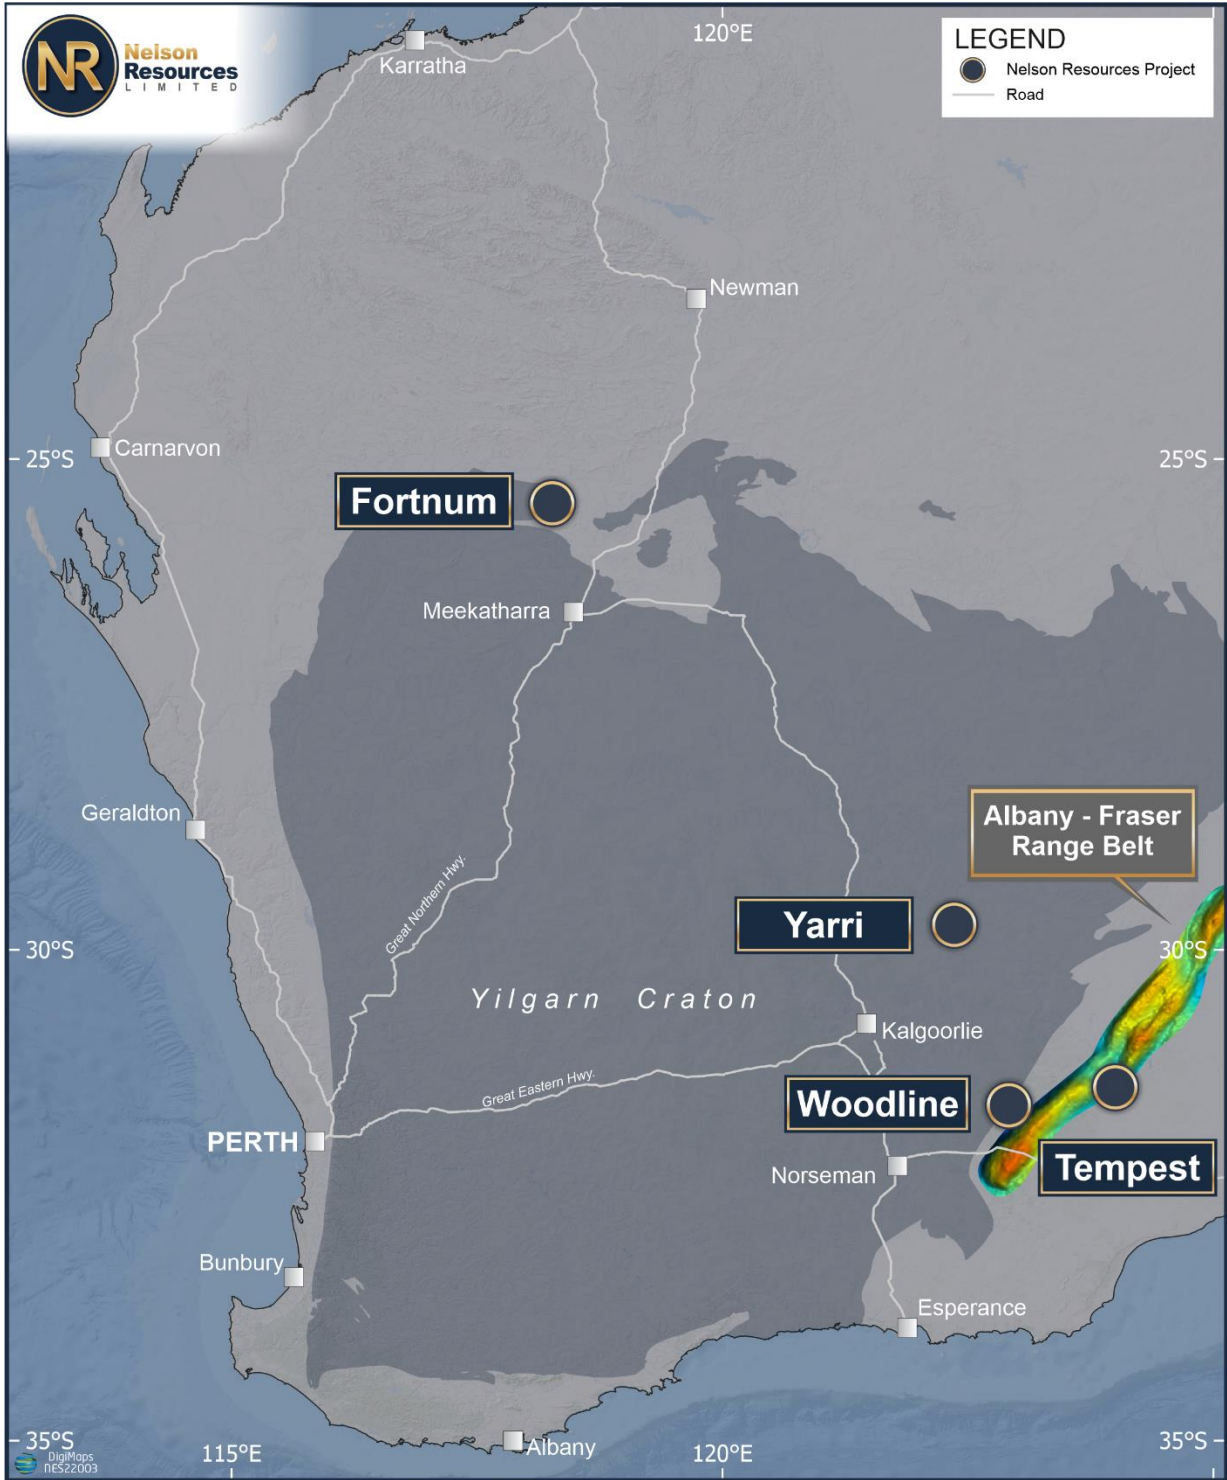 NR
Nelson
Resources
LIMITED
120°E
LEGEND
Nelson Resources Project
Road
Karratha
Newman
Carnarvon
25°S
25°S
Fortnum
Meekatharra
Geraldton
Albany - Fraser
Range Belt
Great Northern Hwy.
Yarri
30°S
30°S
Yilgarn Craton
Kalgoorlie
Great Eastern Hwy.
Woodline
PERTH
Norseman
Tempest
Bunbury
Esperance
35°S
35°S
115°E
120°E
Albany
DigiMaps
NES22003